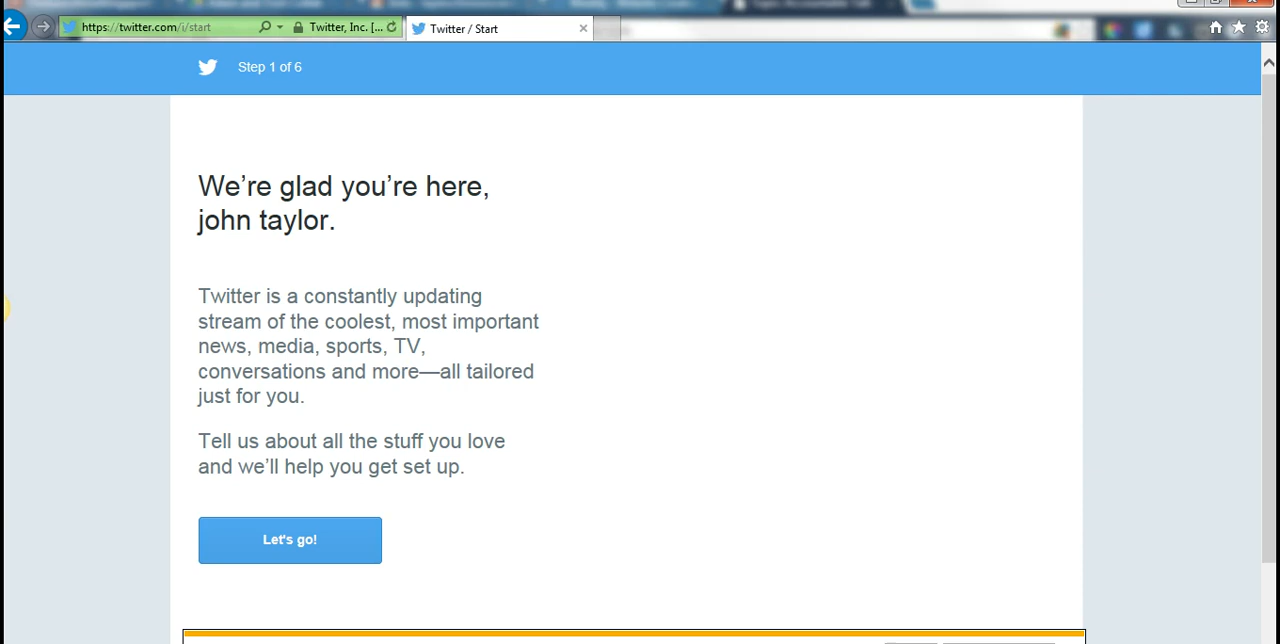 https://twitter.com/i/start
Twitter, Inc. [...
Twitter / Start
Step 1 of 6
We’re glad you’re here,
john taylor.
Twitter is a constantly updating
stream of the coolest, most important
news, media, sports, TV,
conversations and more—all tailored
just for you.
Tell us about all the stuff you love
and we’ll help you get set up.
Let's go!